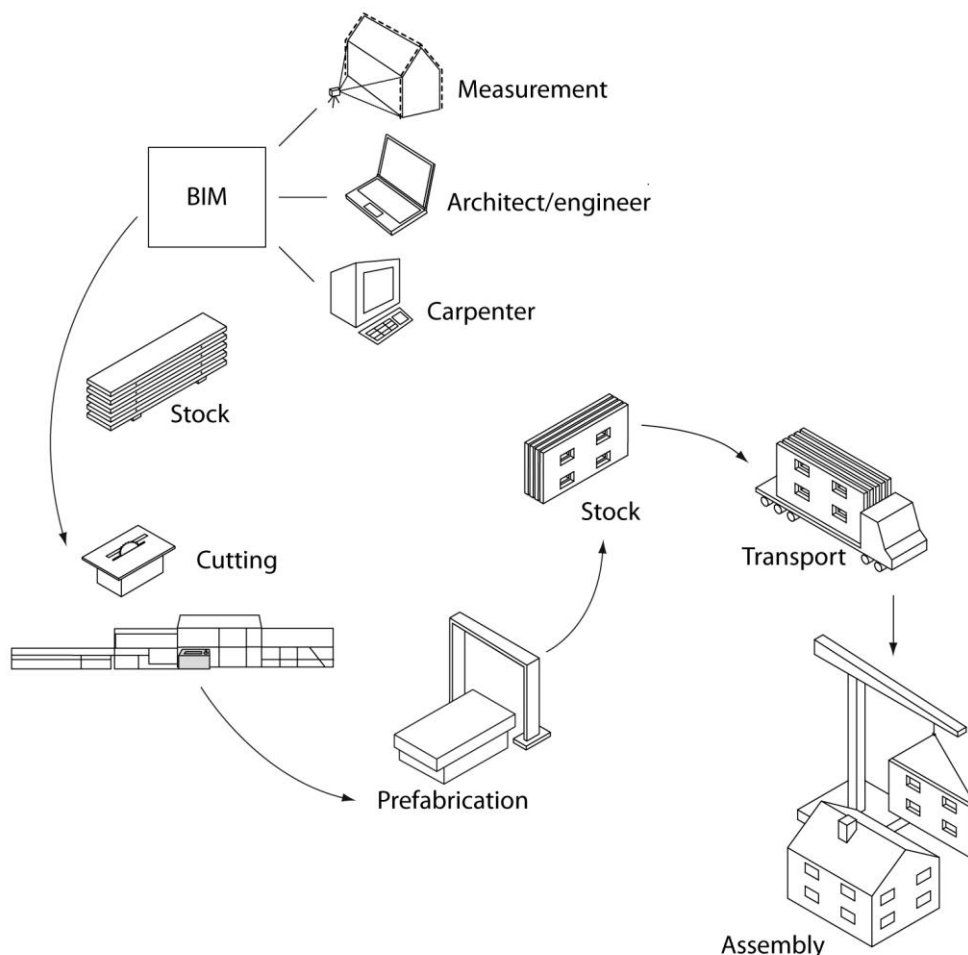 Measurement
BIM
Architect/engineer
Carpenter
Stock
Cutting
Prefabrication
Stock
Transport
Assembly